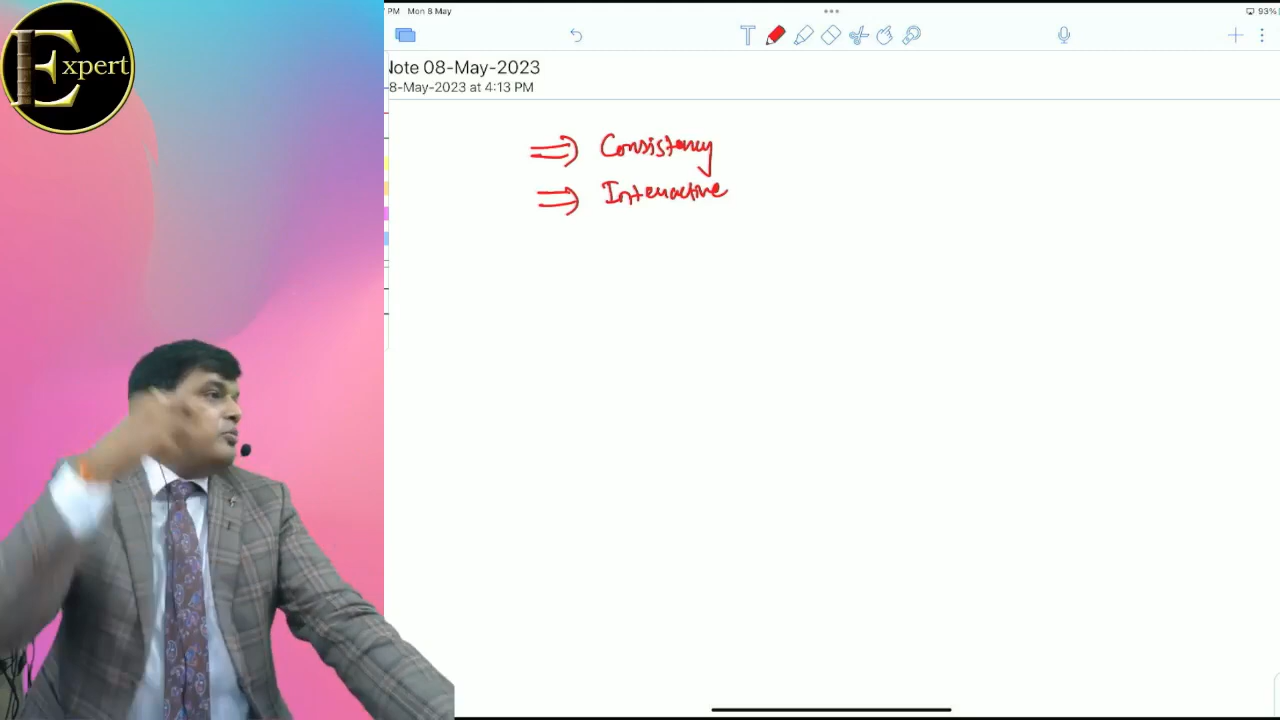 Expert
PM Mon 8 May
93%
Note 08-May-2023
8-May-2023 at 4:13 PM
T
⇒ Consistency
⇒ Interactive